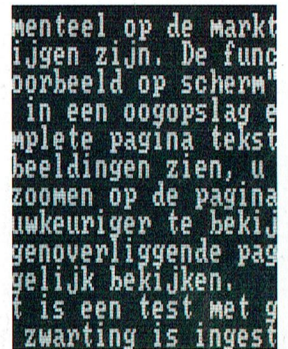 menteel op de markt
ijgen zijn. De func
oorbeeld op scherm"
in een oogopslag e
mplete pagina tekst
beeldingen zien, u
zoomen op de pagina
uwkeuriger te bekij
genoverliggende pag
gelijk bekijken.
t is een test met g
zwarting is ingest